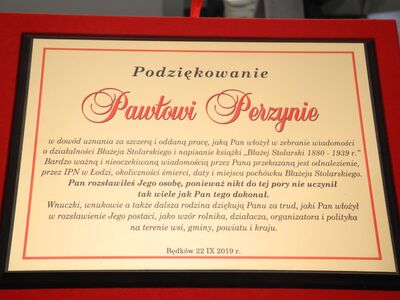 Podziękowanie
Pawłowi Perzynie
w dowód uznania za szczerą i oddaną pracę, jaką Pan włożył w zebranie wiadomości
o działalności Błażeja Stolarskiego i napisanie książki „Błażej Stolarski 1880 - 1939 r.”
Bardzo ważną i nieoczekiwaną wiadomością przez Pana przekazaną jest odnalezienie,
przez IPN w Łodzi, okoliczności śmierci, daty i miejsca pochówku Błażeja Stolarskiego.
Pan rozsławiłeś Jego osobę, ponieważ nikt do tej pory nie uczynił
tak wiele jak Pan tego dokonał.
Wnuczki, wnukowie a także dalsza rodzina dziękują Panu za trud, jaki Pan włożył
w rozsławienie Jego postaci, jako wzór rolnika, działacza, organizatora i polityka
na terenie wsi, gminy, powiatu i kraju.
Będków 22 IX 2019 r.